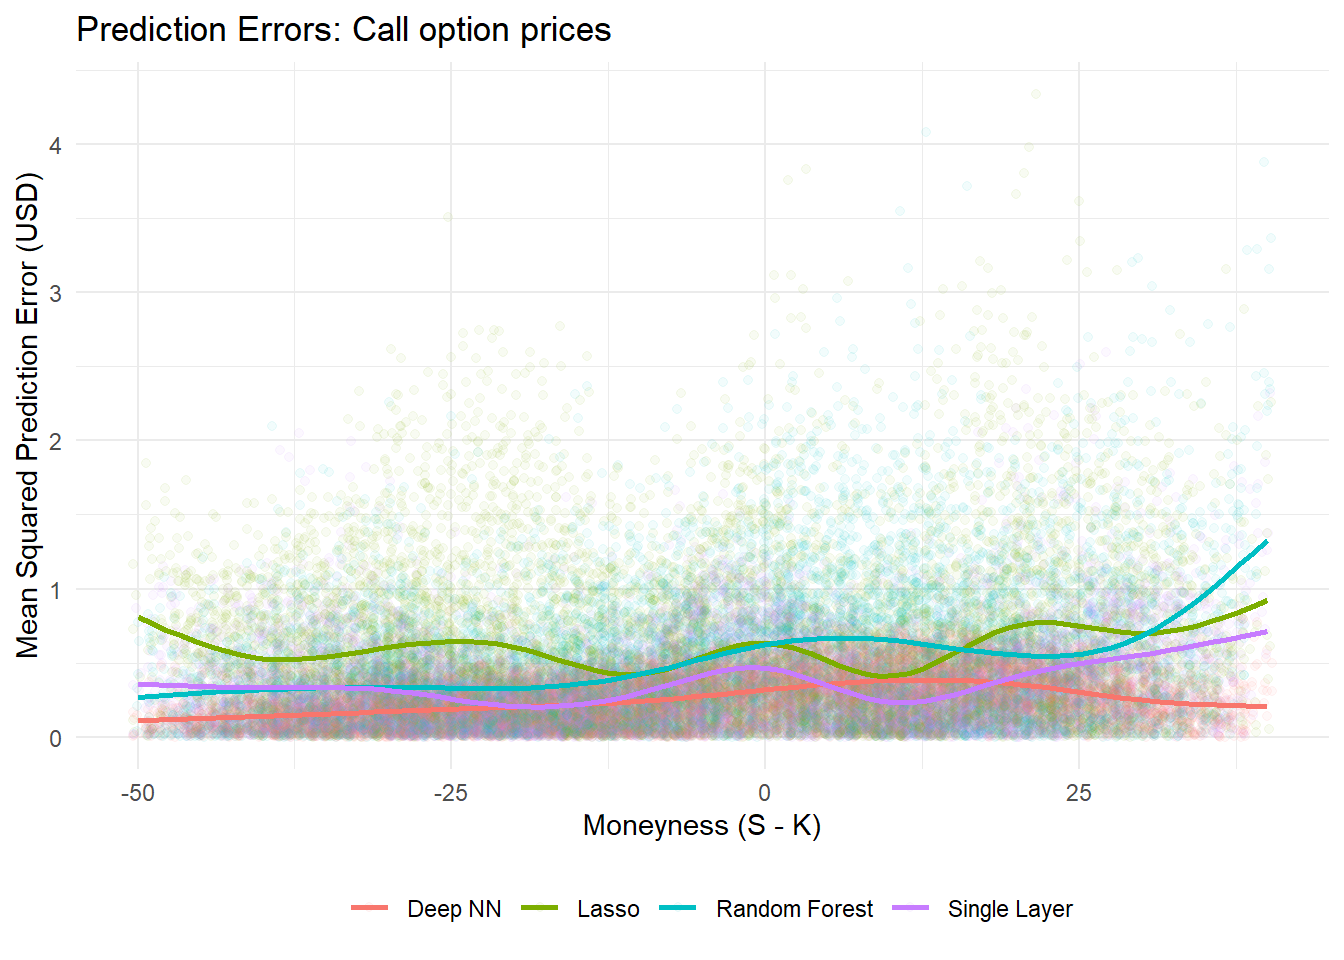 Prediction Errors: Call option prices
Mean Squared Prediction Error (USD)
4
3
2
1
0
-50 -25 0 25
Moneyness (S - K)
Deep NN Lasso Random Forest Single Layer